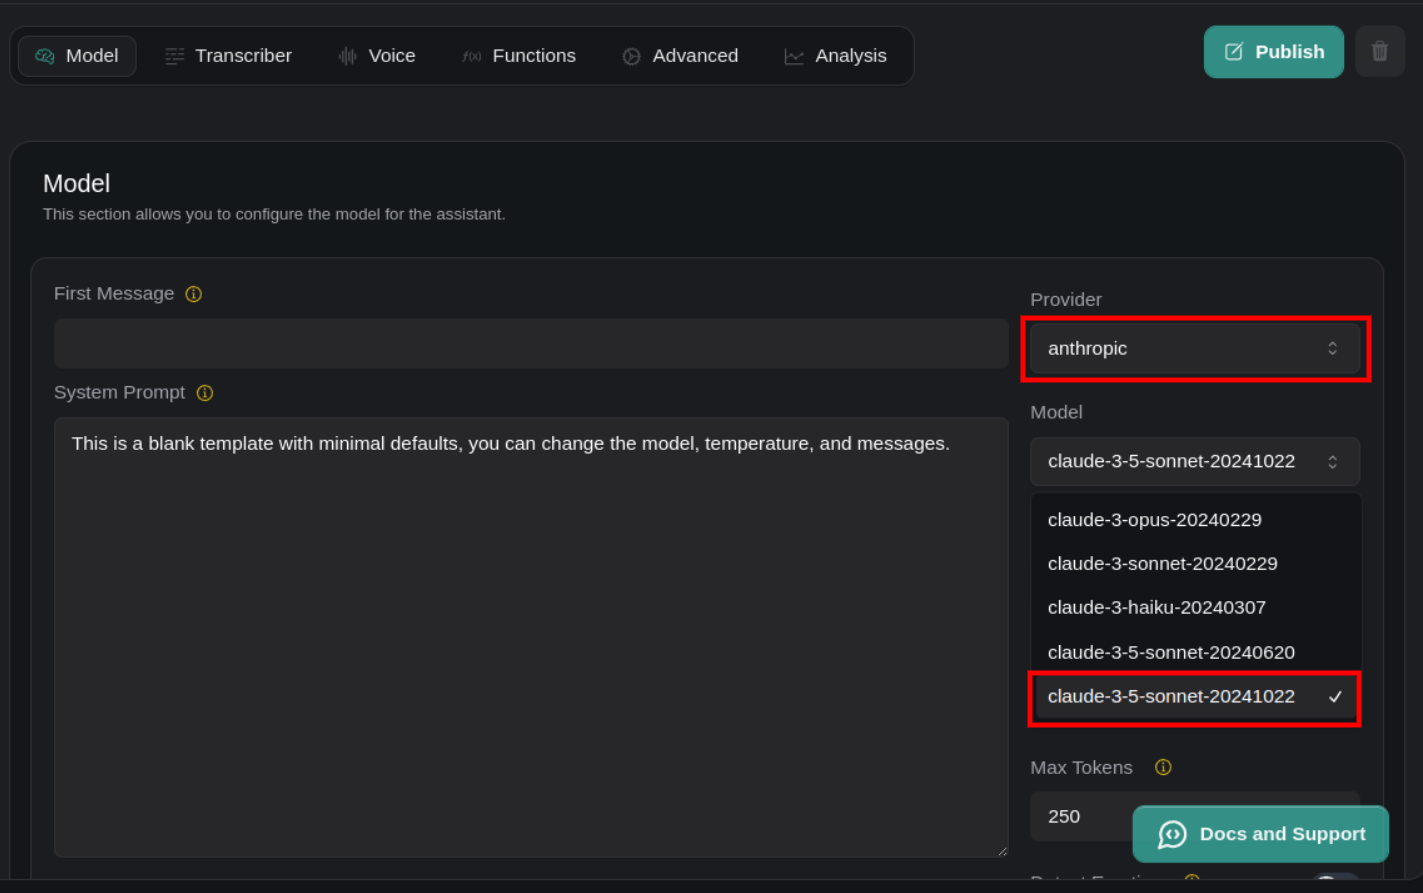 Model
Transcriber
Voice
f(x) Functions
Advanced
Analysis
Publish
Model
This section allows you to configure the model for the assistant.
First Message
Provider
anthropic
System Prompt
Model
This is a blank template with minimal defaults, you can change the model, temperature, and messages.
claude-3-5-sonnet-20241022
claude-3-opus-20240229
claude-3-sonnet-20240229
claude-3-haiku-20240307
claude-3-5-sonnet-20240620
claude-3-5-sonnet-20241022
Max Tokens
250
Docs and Support